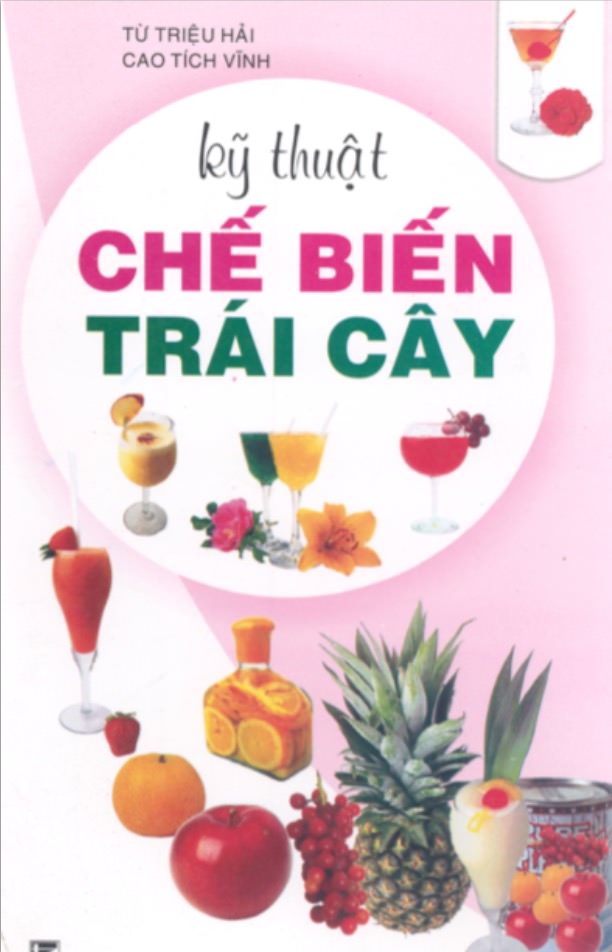 TỪ TRIỆU HẢI
CAO TÍCH VĨNH
kỹ thuật
CHẾ BIẾN
TRÁI CÂY